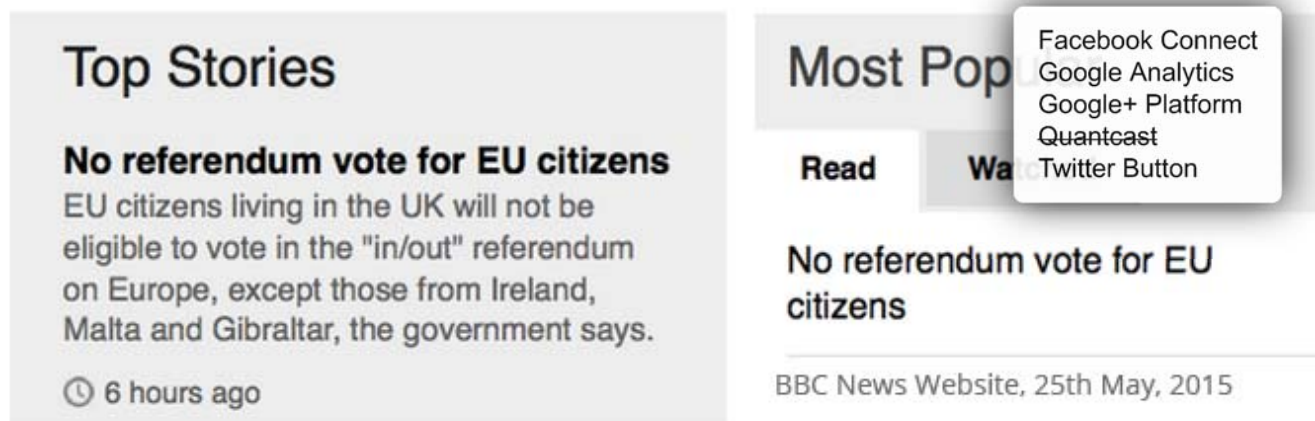 Top Stories
No referendum vote for EU citizens
EU citizens living in the UK will not be
eligible to vote in the "in/out" referendum
on Europe, except those from Ireland,
Malta and Gibraltar, the government says.
6 hours ago
Most Popular
Facebook Connect
Google Analytics
Google+ Platform
Quantcast
Twitter Button
Read
No referendum vote for EU
citizens
BBC News Website, 25th May, 2015